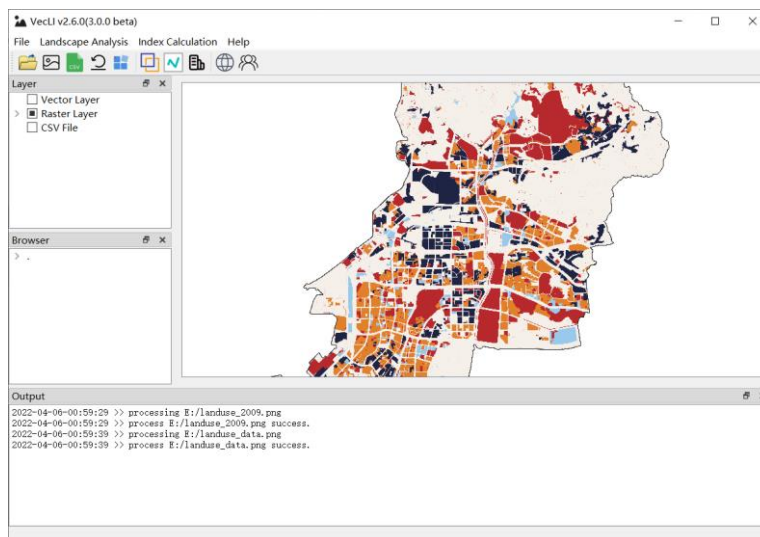 VecLI v2.6.0(3.0.0 beta)
File Landscape Analysis Index Calculation Help
CSV
Layer
Vector Layer
Raster Layer
CSV File
Browser
.
Output
2022-04-06-00:59:29 >> processing E:/landuse_2009.png
2022-04-06-00:59:29 >> process E:/landuse_2009.png success.
2022-04-06-00:59:39 >> processing E:/landuse_data.png
2022-04-06-00:59:39 >> process E:/landuse_data.png success.